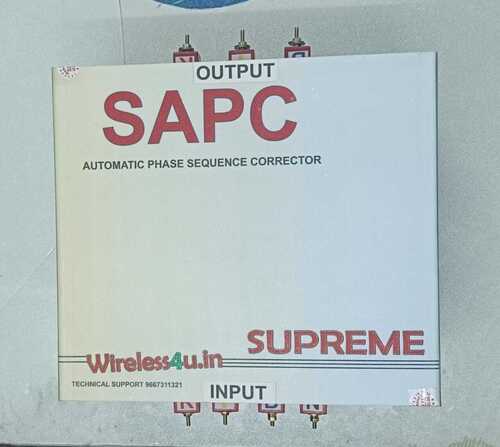 OUTPUT
SAPC
AUTOMATIC PHASE SEQUENCE CORRECTOR
SUPREME
Wireless4u.in
TECHNICAL SUPPORT 9667311321
INPUT
N